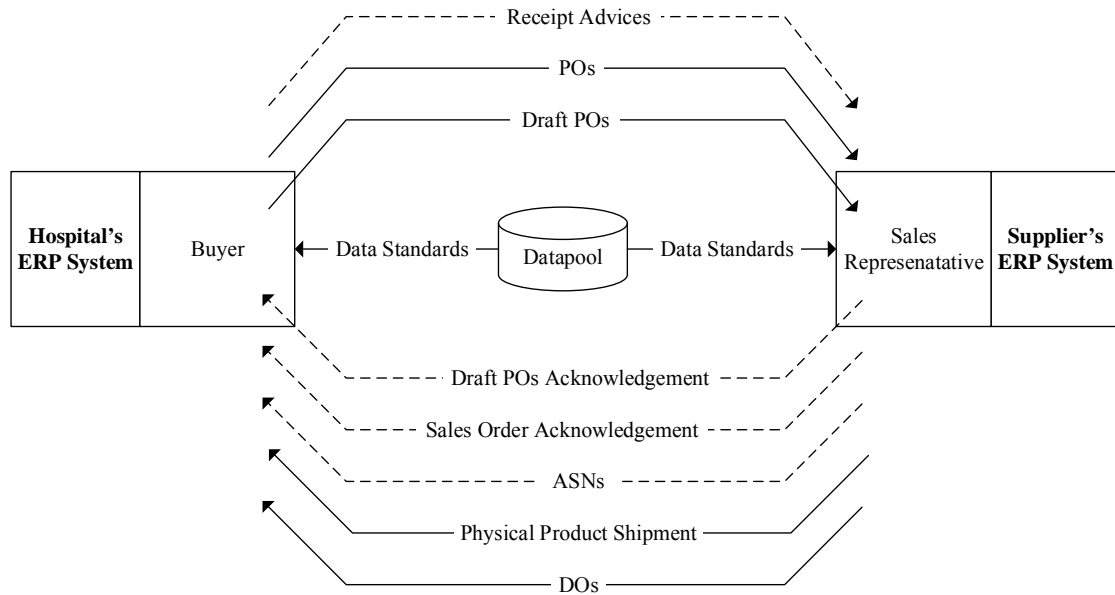 Receipt Advices
POs
Draft POs
Hospital's
ERP System
Buyer
Data Standards
Datapool
Data Standards
Sales
Represenatative
Supplier's
ERP System
Draft POs Acknowledgement
Sales Order Acknowledgement
ASNs
Physical Product Shipment
DOs